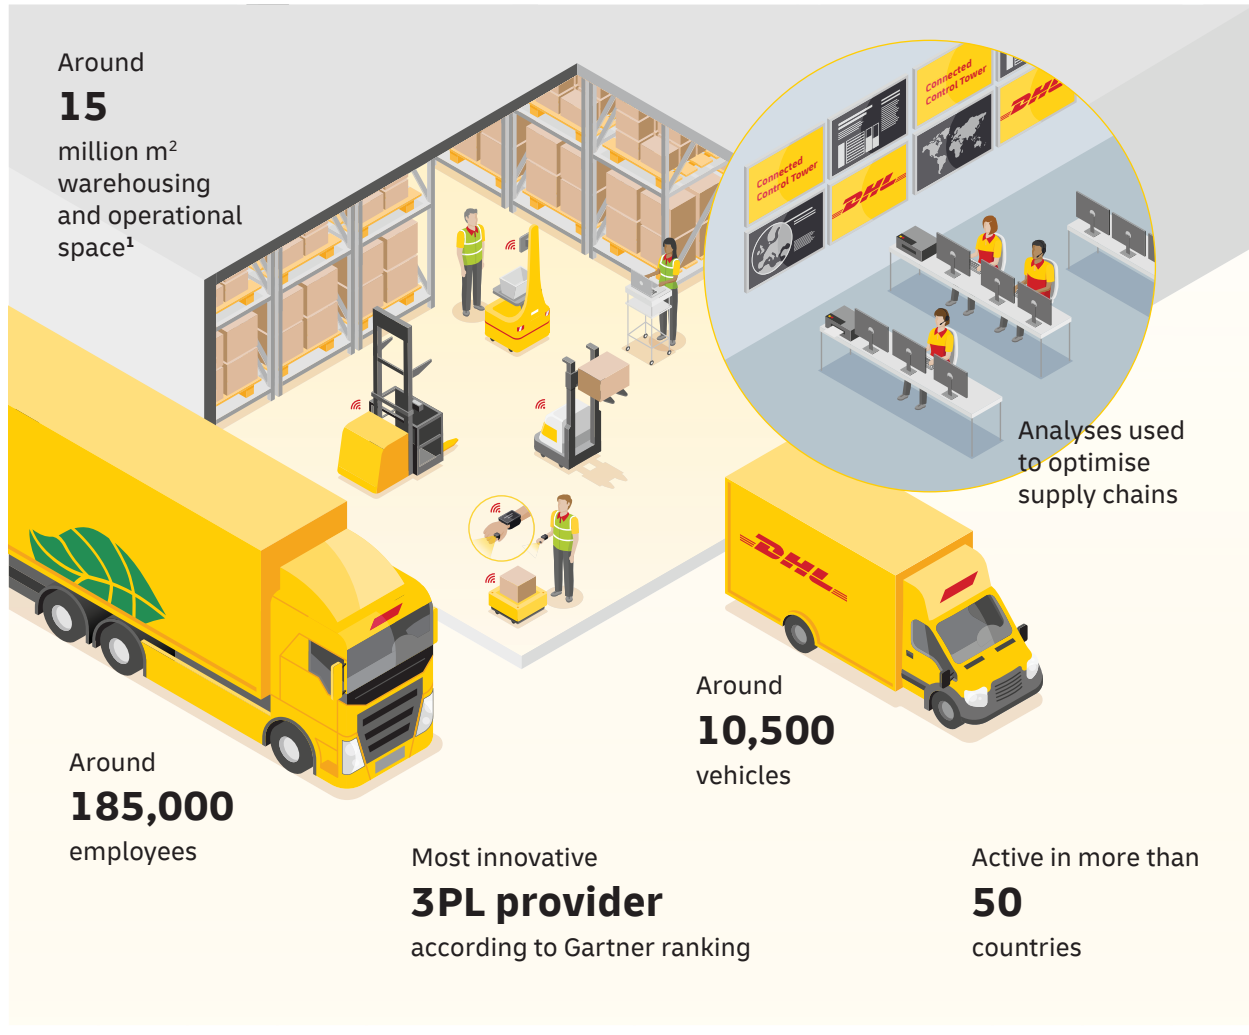 Around
15
million m²
warehousing
and operational
space¹
Connected
Control Tower
DHL
Connected
Control Tower
DHL
Analyses used
to optimise
supply chains
DHL
Around
10,500
vehicles
Around
185,000
employees
Most innovative
3PL provider
according to Gartner ranking
Active in more than
50
countries